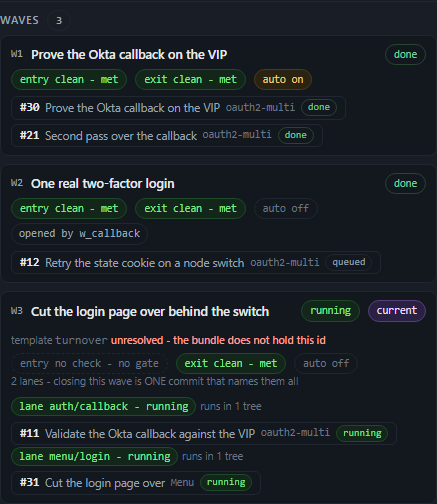 WAVES 3
W1 Prove the Okta callback on the VIP done
entry clean - met exit clean - met auto on
#30 Prove the Okta callback on the VIP oauth2-multi done
#21 Second pass over the callback oauth2-multi done
W2 One real two-factor login done
entry clean - met exit clean - met auto off
opened by w_callback
#12 Retry the state cookie on a node switch oauth2-multi queued
W3 Cut the login page over behind the switch running current
template turnover unresolved - the bundle does not hold this id
entry no check - no gate exit clean - met auto off
2 lanes - closing this wave is ONE commit that names them all
lane auth/callback - running runs in 1 tree
#11 Validate the Okta callback against the VIP oauth2-multi running
lane menu/login - running runs in 1 tree
#31 Cut the login page over Menu running